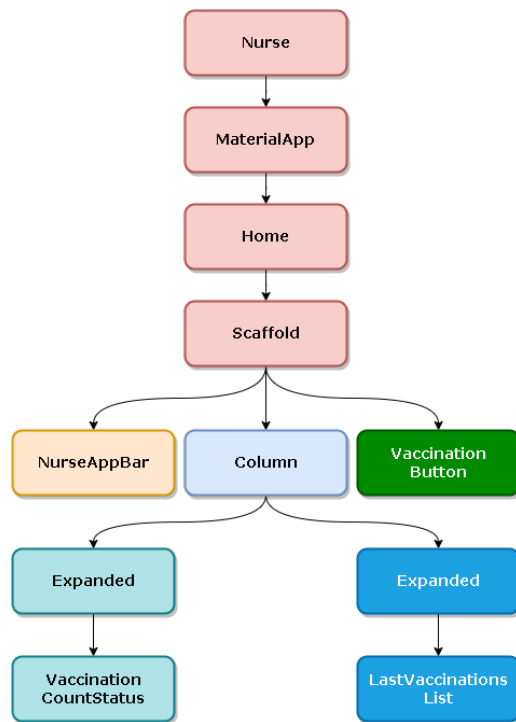 Nurse
MaterialApp
Home
Scaffold
NurseAppBar
Column
Vaccination
Button
Expanded
Expanded
Vaccination
CountStatus
LastVaccinations
List